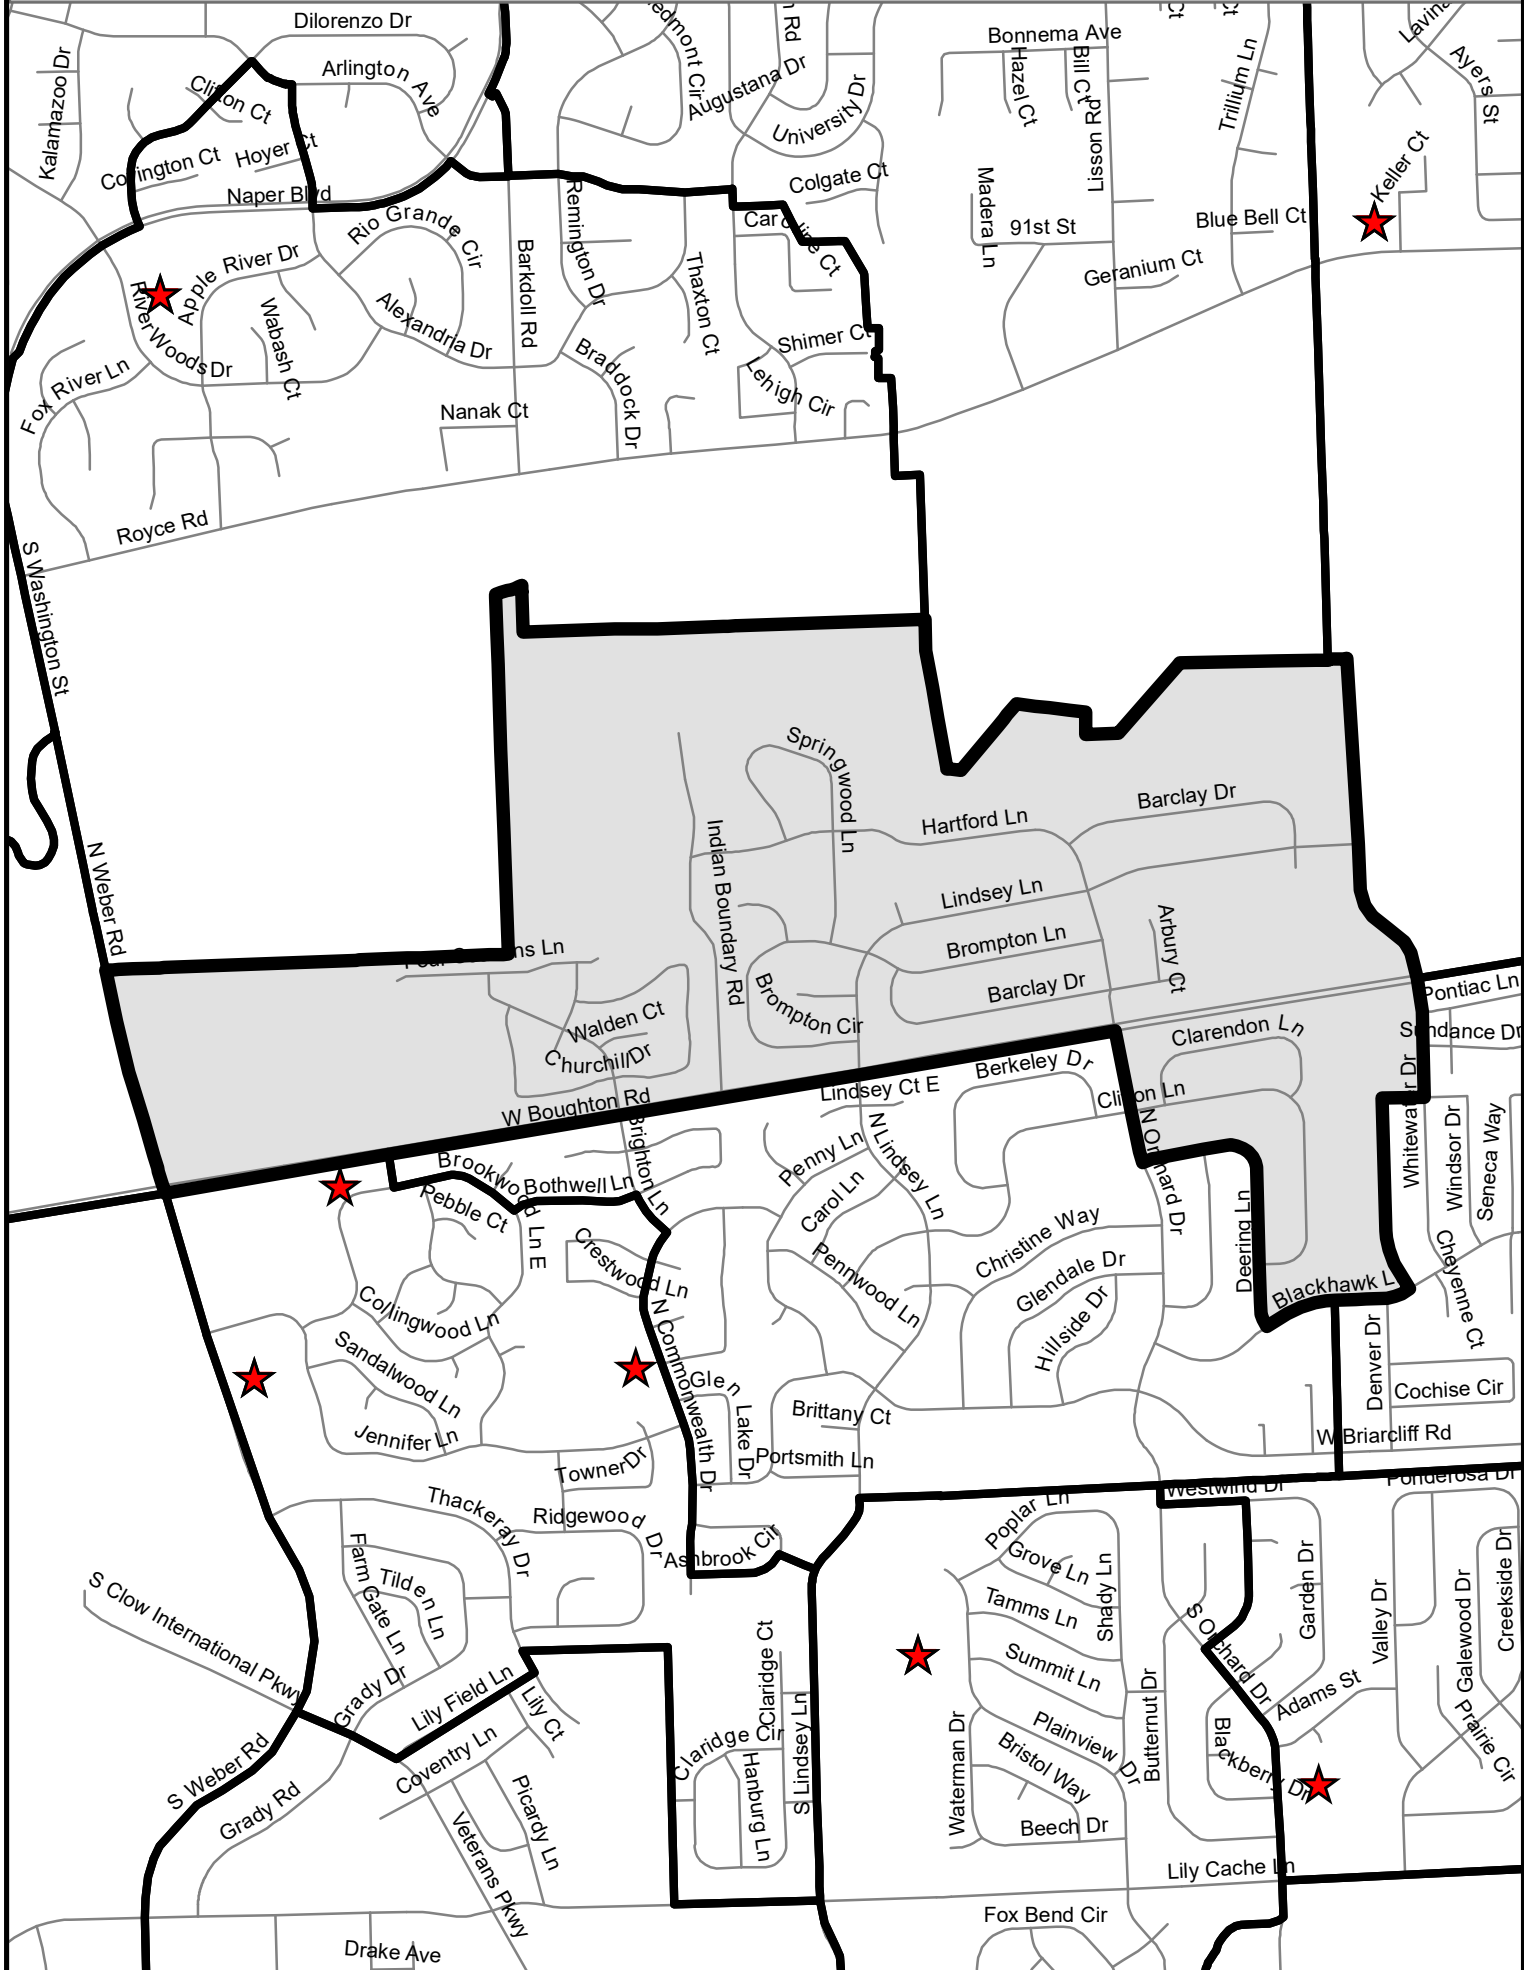 Dilorenzo Dr
Kalamazoo Dr
Clifton Ct
Arlington Ave
Covington Ct
Hoyer Ct
Naper Blvd
Augustana Dr
University Dr
Colgate Ct
Bonnema Ave
Hazel Ct
Bill Ct
Lisson Rd
Trillium Ln
Ayers St
Keller Ct
Blue Bell Ct
Madera Ln
91st St
Geranium Ct
Rio Grande Cir
Apple River Dr
River Woods Dr
Wabash Ct
Alexandria Dr
Fox River Ln
Barkdoll Rd
Remington Dr
Thaxton Ct
Caroline Ct
Shimer Ct
Lehigh Cir
Braddock Dr
Nanak Ct
Royce Rd
S Washington St
N Weber Rd
Springwood Ln
Indian Boundary Rd
Hartford Ln
Barclay Dr
Lindsey Ln
Brompton Ln
Barclay Dr
Arbury Ct
Brompton Cir
Walden Ct
Churchill Dr
W Boughton Rd
Clarendon Ln
Pontiac Ln
Sundance Dr
Whitewater Dr
Windsor Dr
Seneca Way
Cheyenne Ct
Lindsey Ct E
Berkeley Dr
Clifton Ln
N Orchard Dr
Deering Ln
Blackhawk L
Denver Dr
Cochise Cir
W Briarcliff Rd
Ponderosa Dr
Brighton Ln
Brookwood Ln E
Bothwell Ln
Pebble Ct
Crestwood Ln
Collingwood Ln
Sandalwood Ln
Jennifer Ln
N Commonwealth Dr
Penny Ln
Carol Ln
N Lindsey Ln
Pennwood Ln
Christine Way
Glendale Dr
Hillside Dr
Glen Lake Dr
Brittany Ct
Portsmith Ln
Towner Dr
Thackeray Dr
Ridgewood Dr
Ashbrook Cir
Farm Gate Ln
Tilden Ln
S Clow International Pkwy
Grady Dr
Lily Field Ln
Lily Ct
Coventry Ln
Picardy Ln
Veterans Pkwy
S Weber Rd
Grady Rd
Drake Ave
Claridge Ct
Claridge Cir
Hanburg Ln
S Lindsey Ln
Westwind Dr
Poplar Ln
Grove Ln
Tamms Ln
Shady Ln
Summit Ln
Plainview Dr
Bristol Way
Waterman Dr
Beech Dr
Butternut Dr
S Orchard Dr
Blackberry Dr
Adams St
Garden Dr
Valley Dr
Galewood Dr
Creekside Dr
Prairie Cir
Lily Cache Ln
Fox Bend Cir